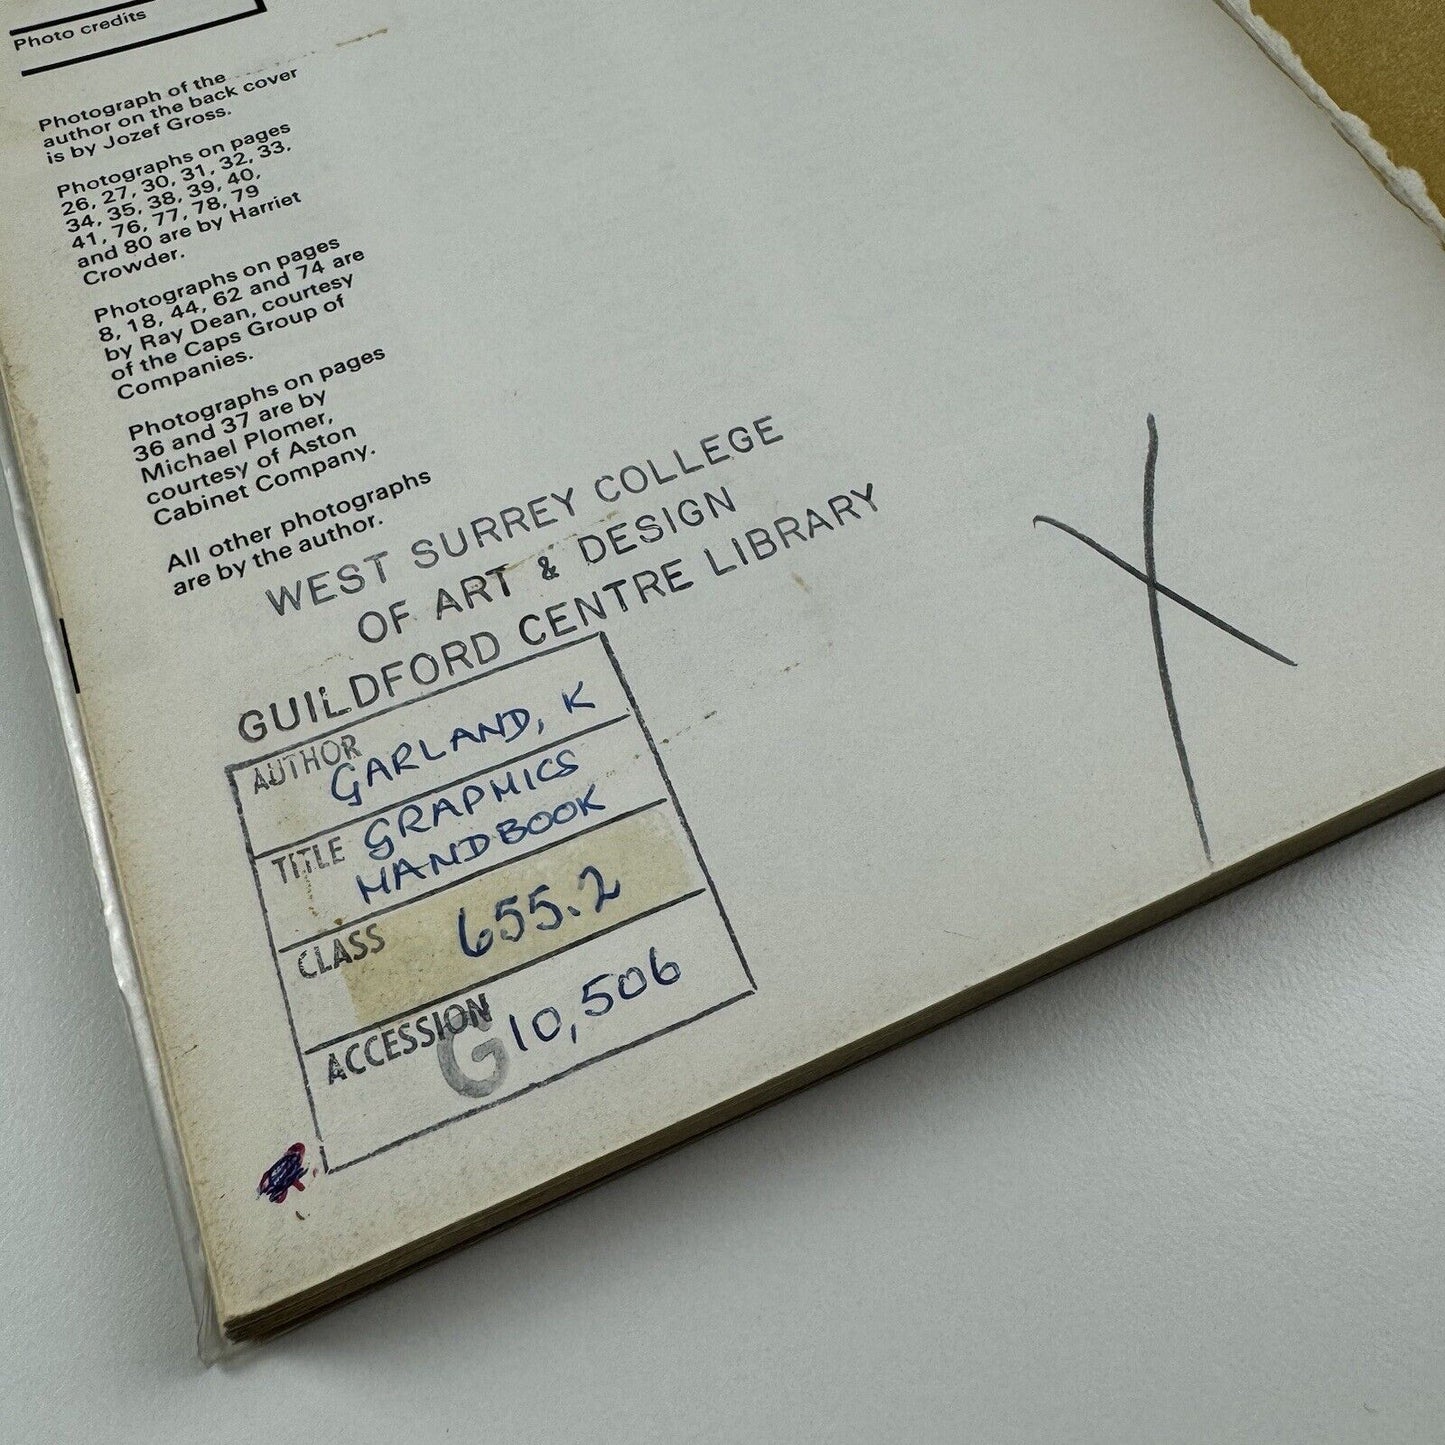 Photo credits
Photograph of the
author on the back cover
is by Jozef Gross.
Photographs on pages
26, 27, 30, 31, 32, 33,
34, 35, 38, 39, 40,
41, 76, 77, 78, 79
and 80 are by Harriet
Crowder.
Photographs on pages
8, 18, 44, 62 and 74 are
by Ray Dean, courtesy
of the Caps Group of
Companies.
Photographs on pages
36 and 37 are by
Michael Plomer,
courtesy of Aston
Cabinet Company.
All other photographs
are by the author.
WEST SURREY COLLEGE
OF ART & DESIGN
GUILDFORD CENTRE LIBRARY
AUTHOR GARLAND, K
TITLE GRAPHICS
HANDBOOK
CLASS 655.2
ACCESSION G10,506